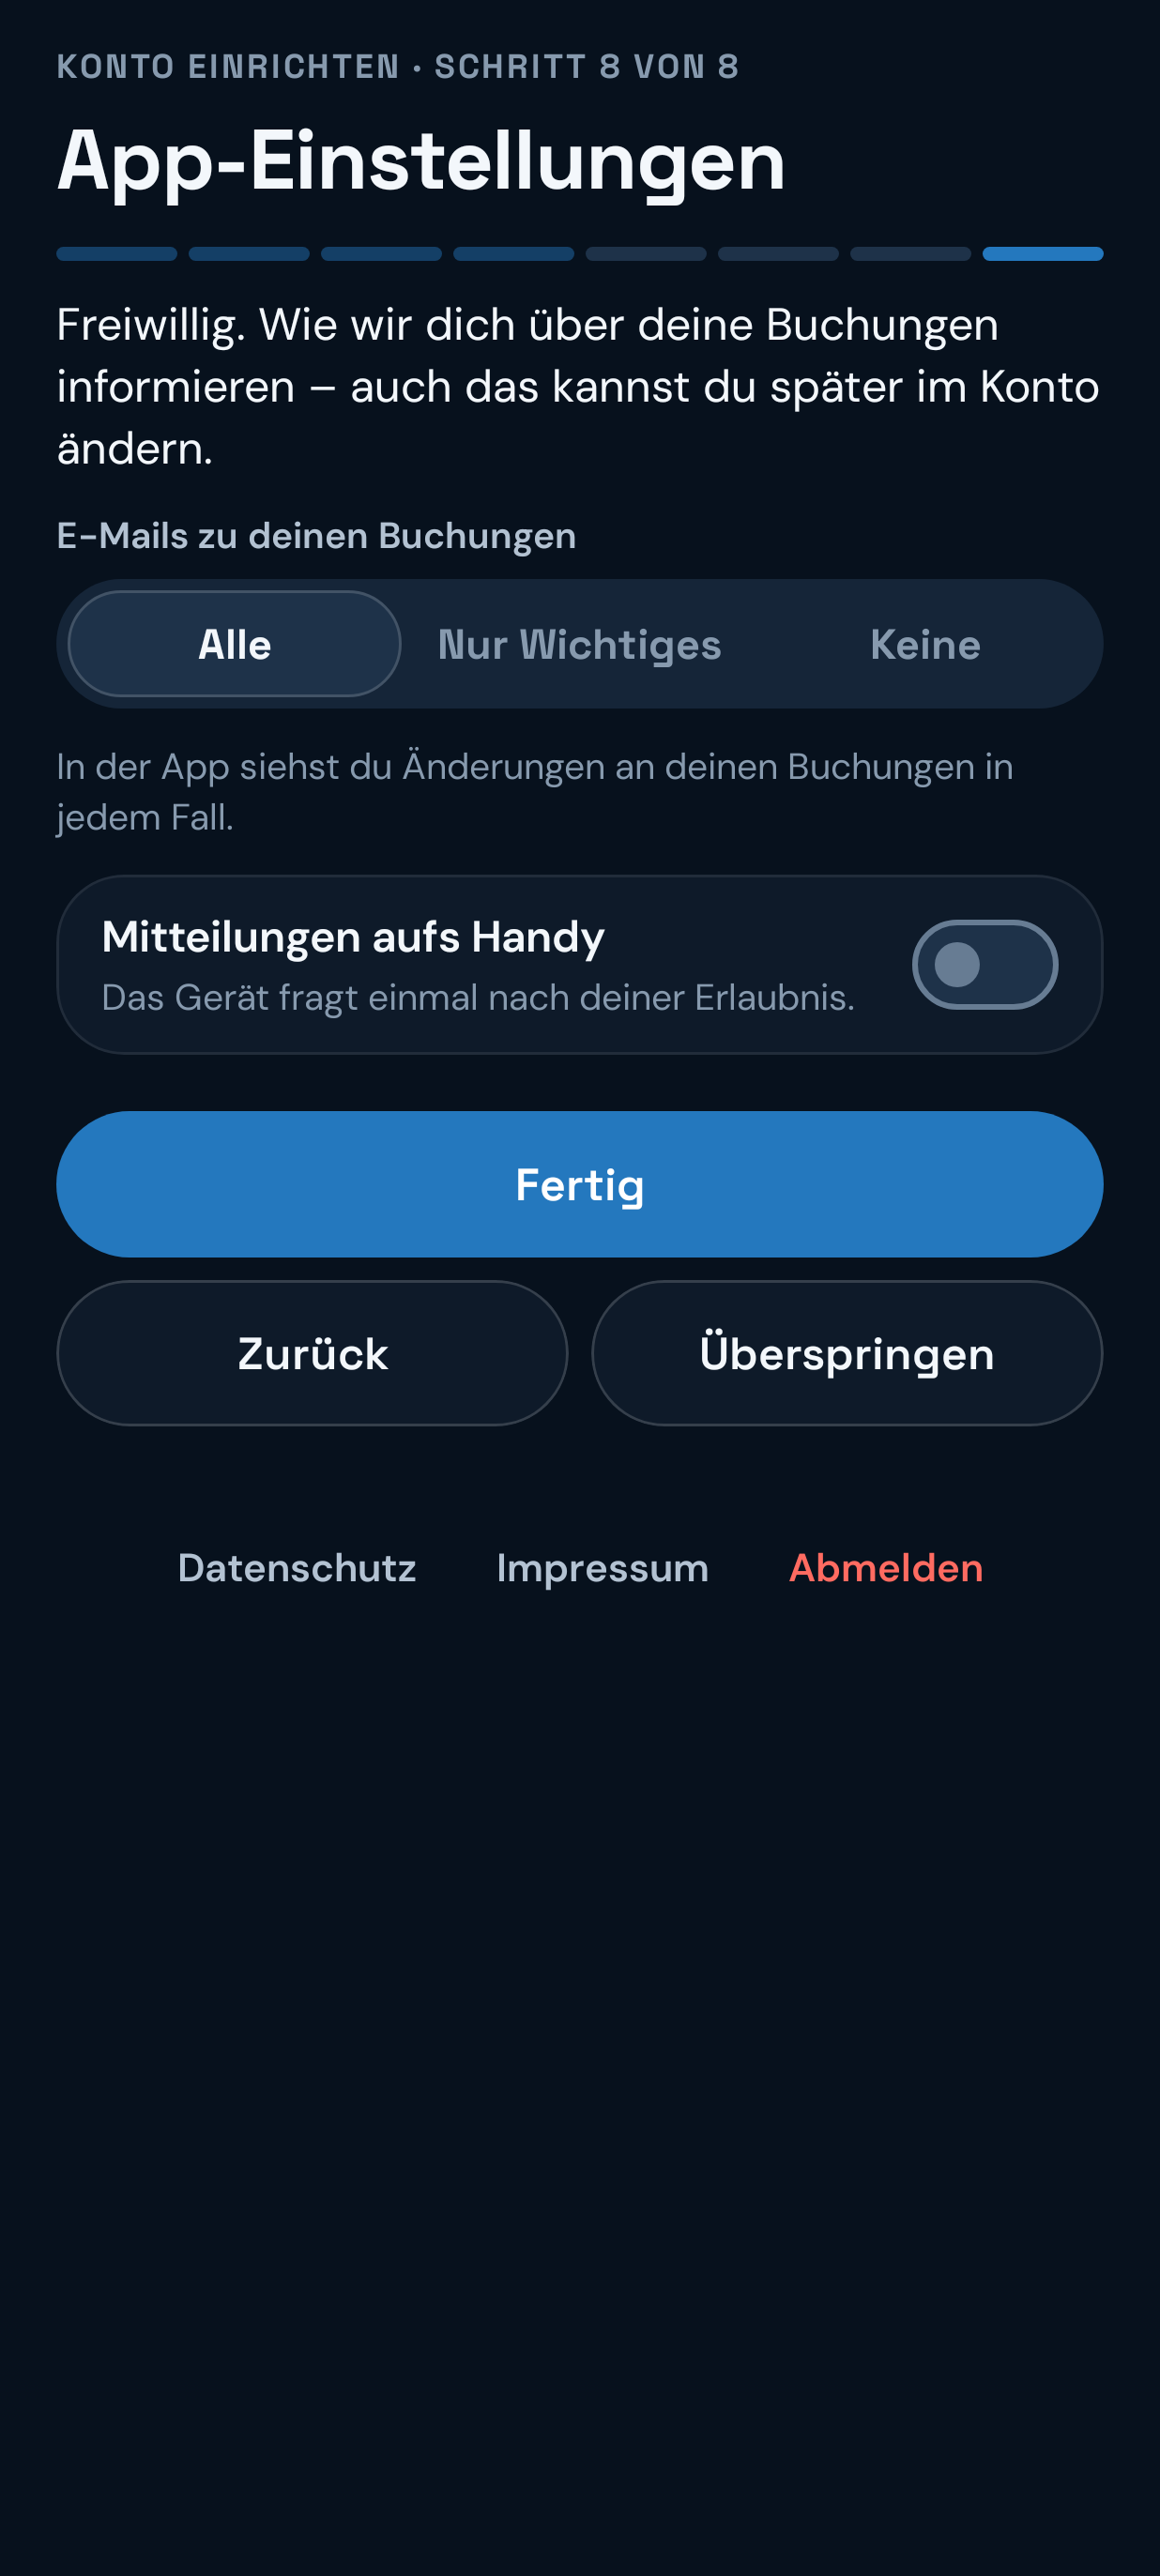 KONTO EINRICHTEN · SCHRITT 8 VON 8
App-Einstellungen
Freiwillig. Wie wir dich über deine Buchungen
informieren – auch das kannst du später im Konto
ändern.
E-Mails zu deinen Buchungen
Alle Nur Wichtiges Keine
In der App siehst du Änderungen an deinen Buchungen in
jedem Fall.
Mitteilungen aufs Handy
Das Gerät fragt einmal nach deiner Erlaubnis.
Fertig
Zurück Überspringen
Datenschutz Impressum Abmelden